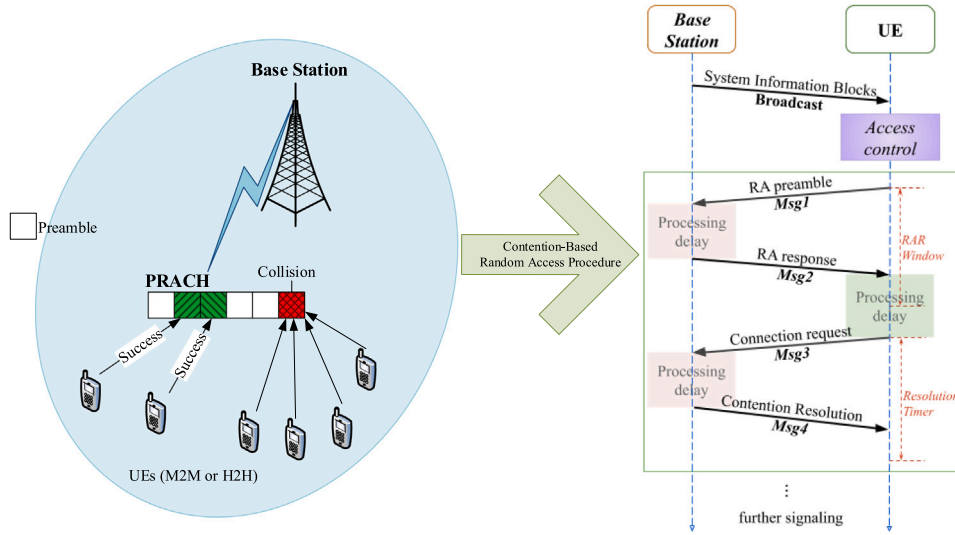 Base Station
Preamble
PRACH
Collision
Success
Success
UEs (M2M or H2H)
Contention-Based
Random Access Procedure
Base
Station
UE
System Information Blocks
Broadcast
Access
control
RA preamble
Msg1
Processing
delay
RAR
Window
RA response
Msg2
Processing
delay
Connection request
Msg3
Processing
delay
Resolution
Timer
Contention Resolution
Msg4
⋮
further signaling